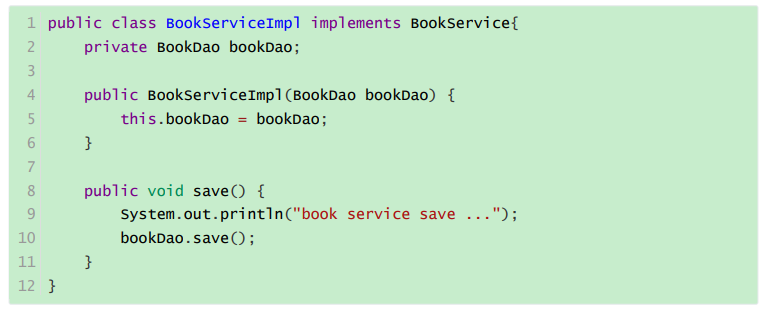 1 public class BookServiceImpl implements BookService{
2     private BookDao bookDao;
3
4     public BookServiceImpl(BookDao bookDao) {
5         this.bookDao = bookDao;
6     }
7
8     public void save() {
9         System.out.println("book service save ...");
10         bookDao.save();
11     }
12 }